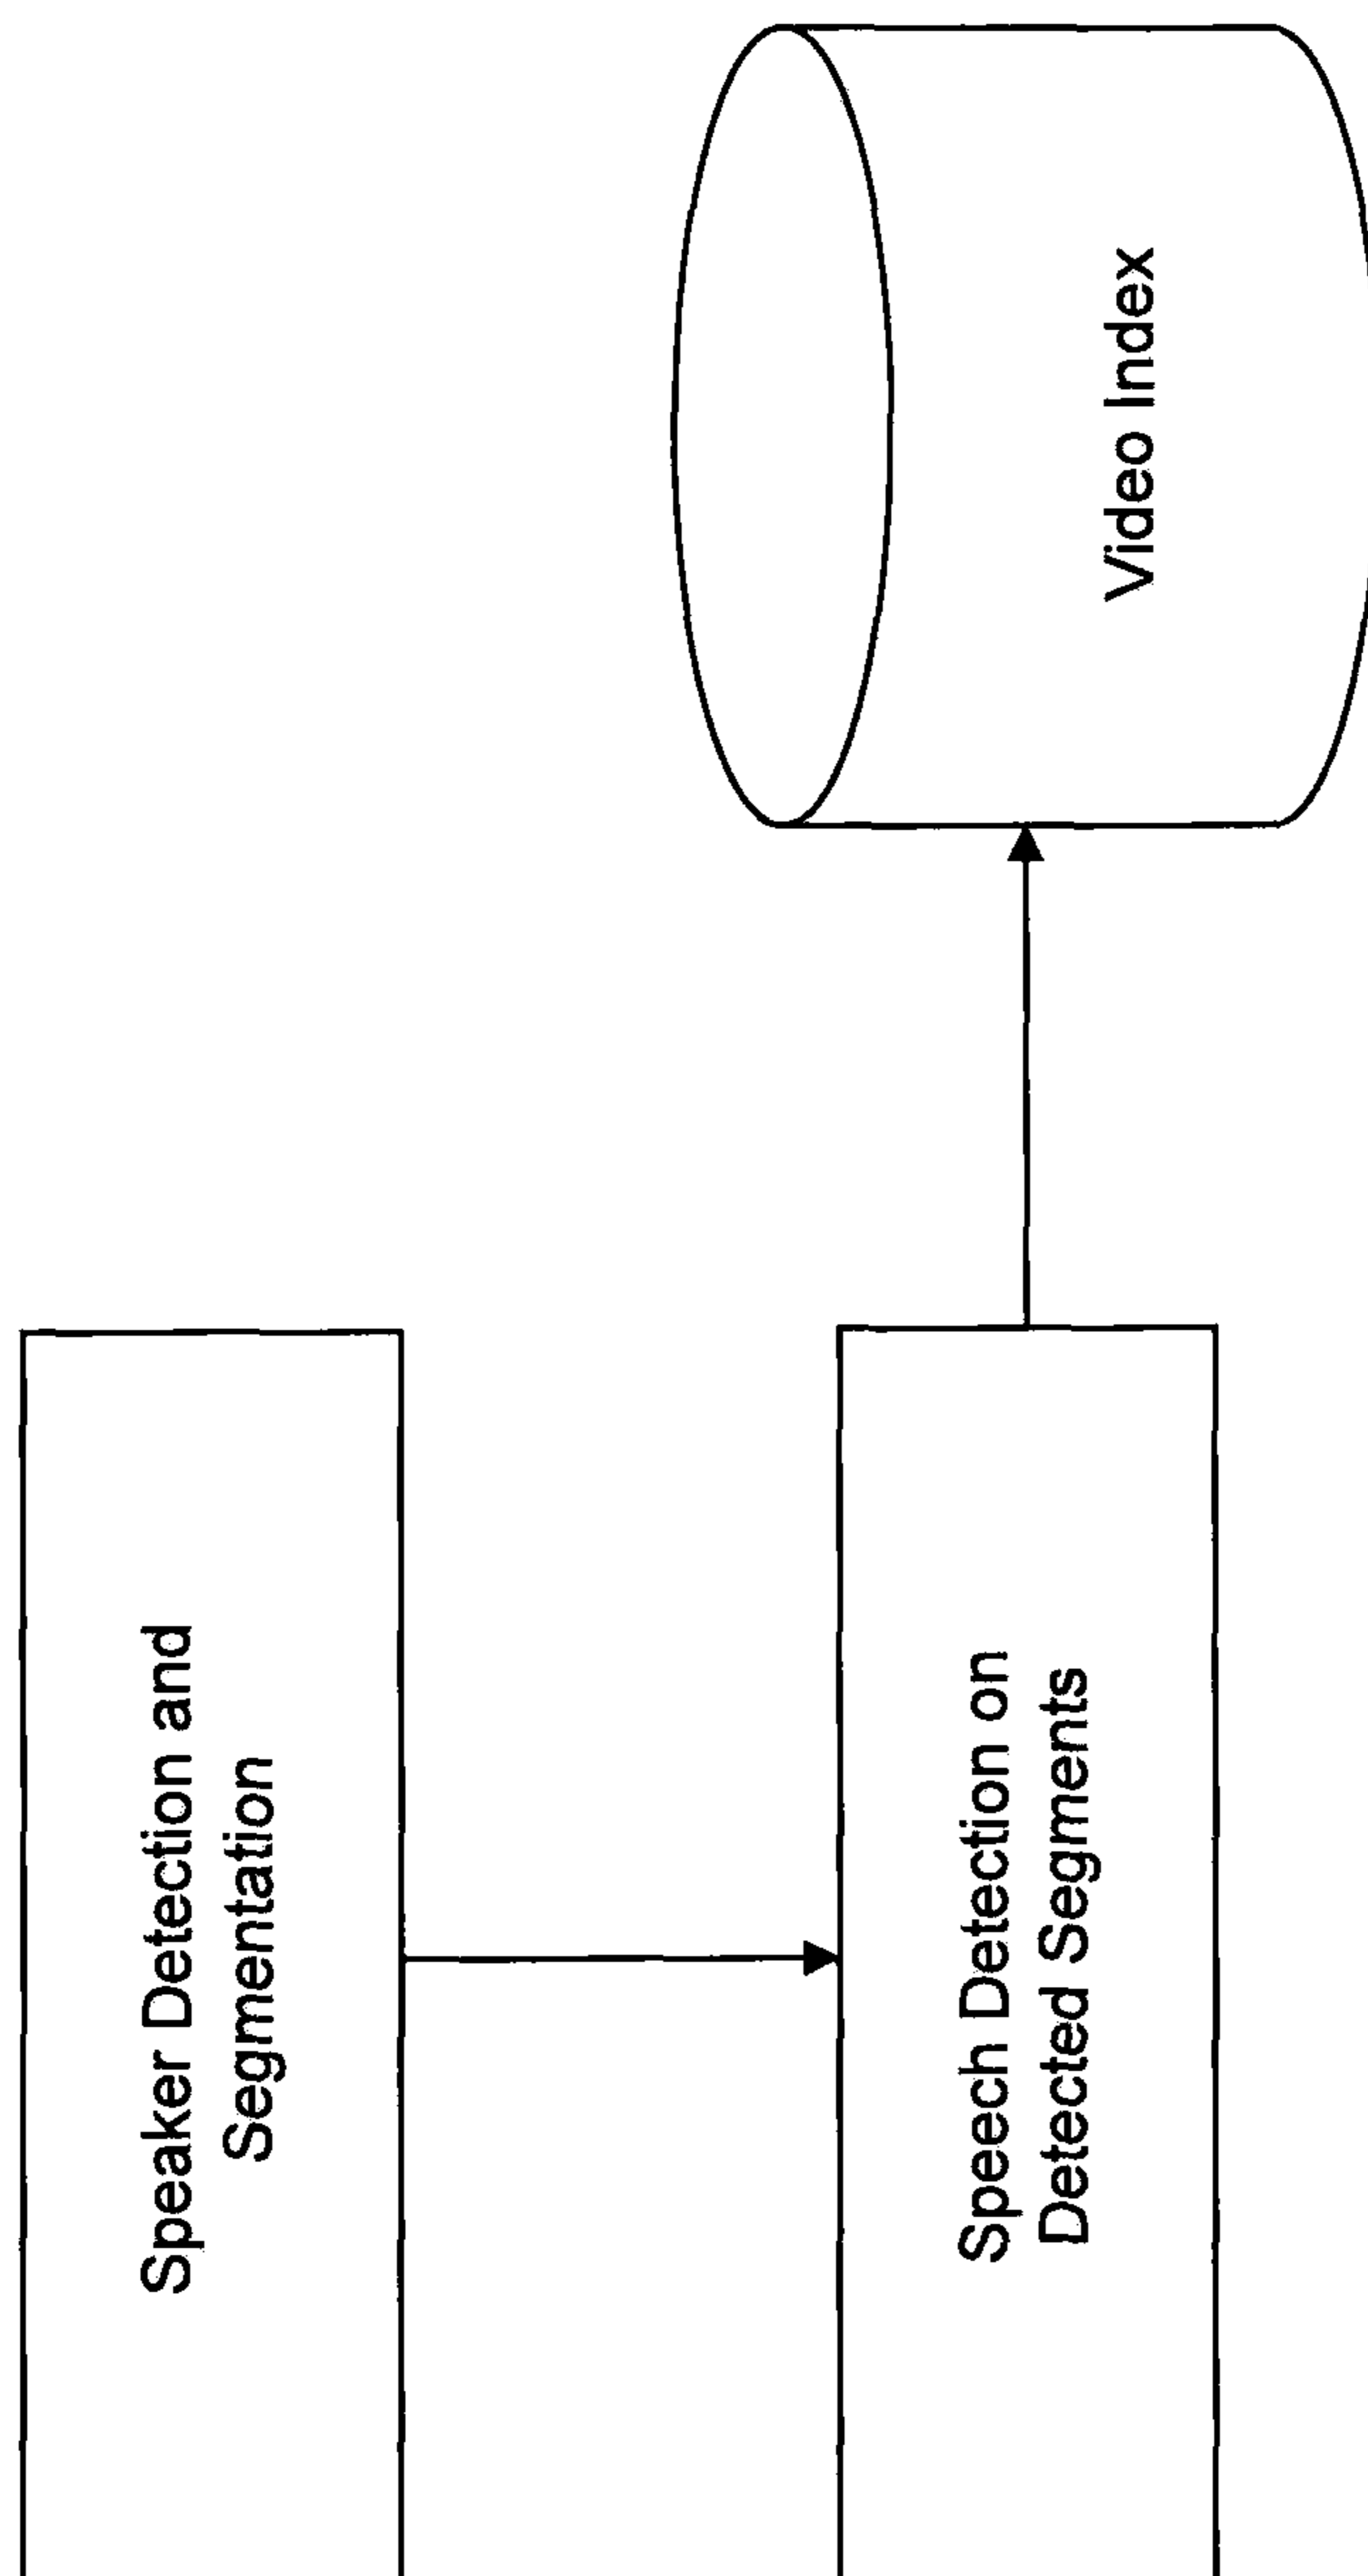 Speaker Detection and
Segmentation
Speech Detection on
Detected Segments
Video Index